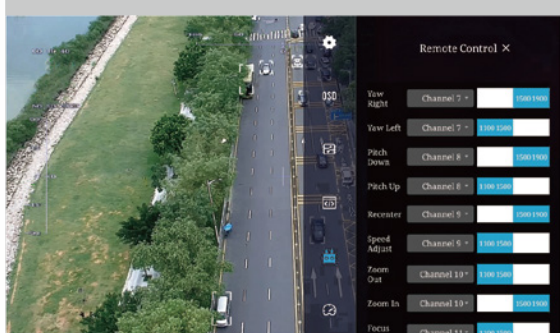 Remote Control ×
OSD
Yaw Right Channel 7 1500 1900
Yaw Left Channel 7 1100 1500
Pitch Down Channel 8 1500 1900
Pitch Up Channel 8 1100 1500
Recenter Channel 9 1500 1900
Speed Adjust Channel 9 1100 1500
Zoom Out Channel 10 1100 1500
Zoom In Channel 10 1500 1900
Focus